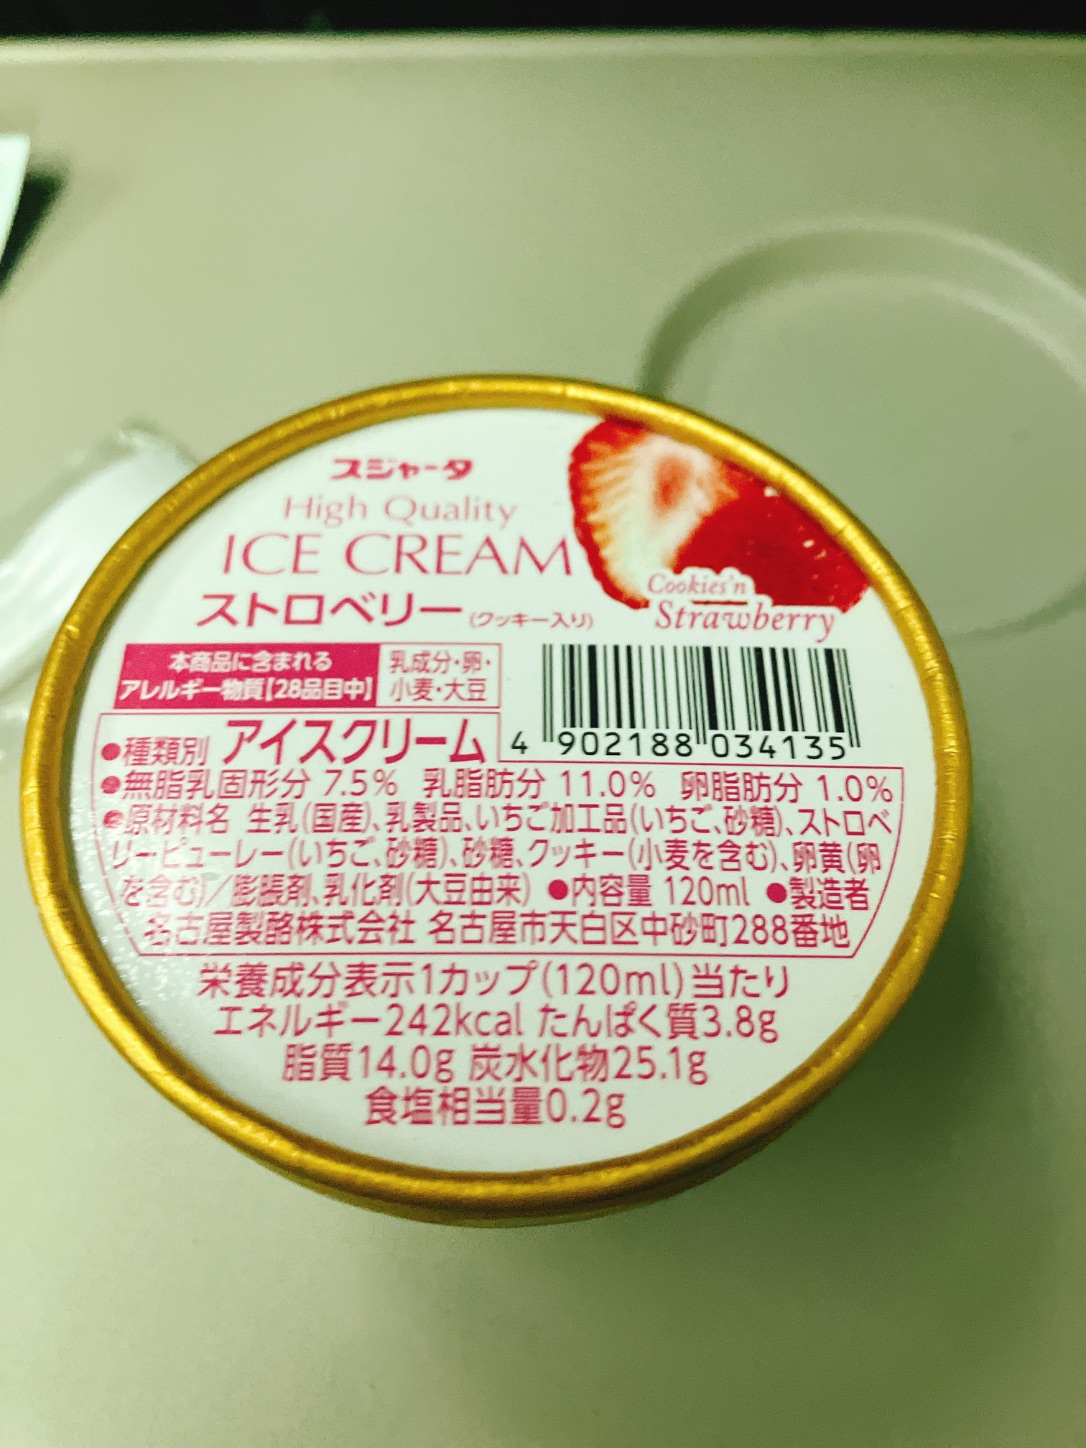 スジャータ
High Quality
ICE CREAM
ストロベリー(クッキー入り)
Cookies'n
Strawberry
本商品に含まれる
アレルギー物質【28品目中】
乳成分・卵・
小麦・大豆
4 902188 034135
●種類別 アイスクリーム
●無脂乳固形分 7.5% 乳脂肪分 11.0% 卵脂肪分 1.0%
●原材料名 生乳(国産)、乳製品、いちご加工品(いちご、砂糖)、ストロベ
リーピューレー(いちご、砂糖)、砂糖、クッキー(小麦を含む)、卵黄(卵
を含む)／膨脹剤、乳化剤(大豆由来) ●内容量 120ml ●製造者
名古屋製酪株式会社 名古屋市天白区中砂町288番地
栄養成分表示1カップ(120ml)当たり
エネルギー242kcal たんぱく質3.8g
脂質14.0g 炭水化物25.1g
食塩相当量0.2g